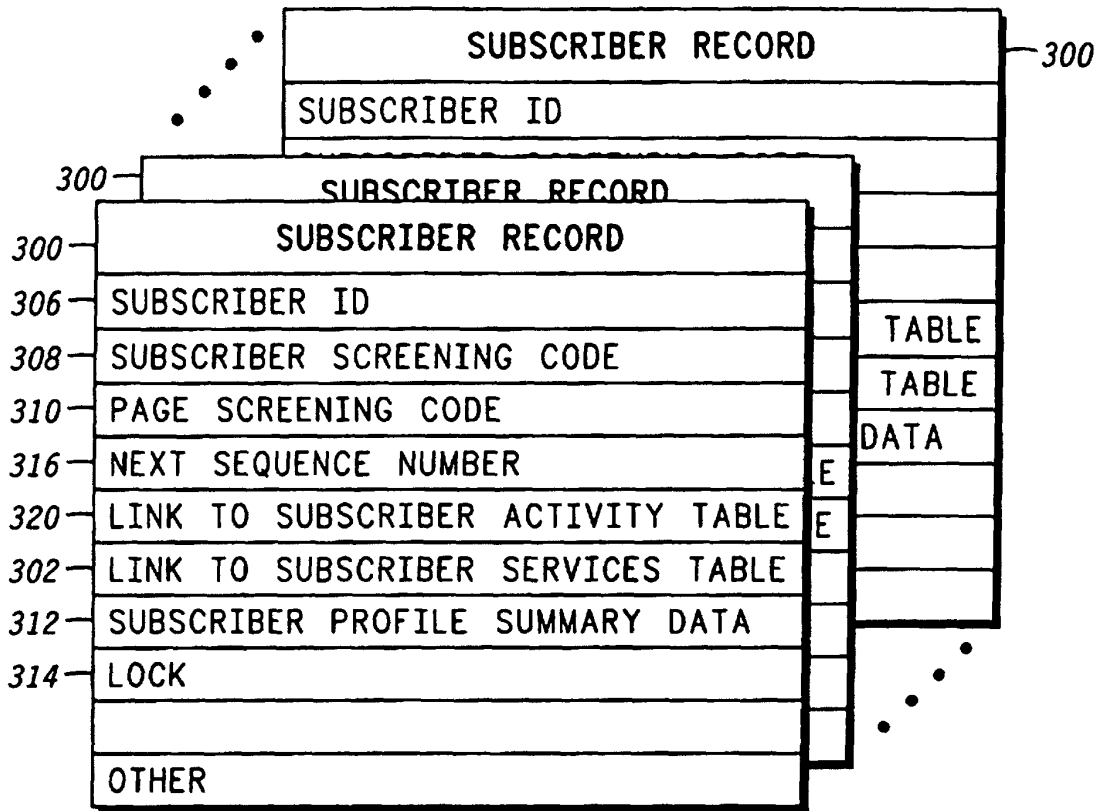 SUBSCRIBER RECORD 300
SUBSCRIBER ID
300 SUBSCRIBER RECORD
300 SUBSCRIBER RECORD
306 SUBSCRIBER ID
308 SUBSCRIBER SCREENING CODE
310 PAGE SCREENING CODE
316 NEXT SEQUENCE NUMBER
320 LINK TO SUBSCRIBER ACTIVITY TABLE
302 LINK TO SUBSCRIBER SERVICES TABLE
312 SUBSCRIBER PROFILE SUMMARY DATA
314 LOCK
OTHER
E
E
TABLE
TABLE
DATA